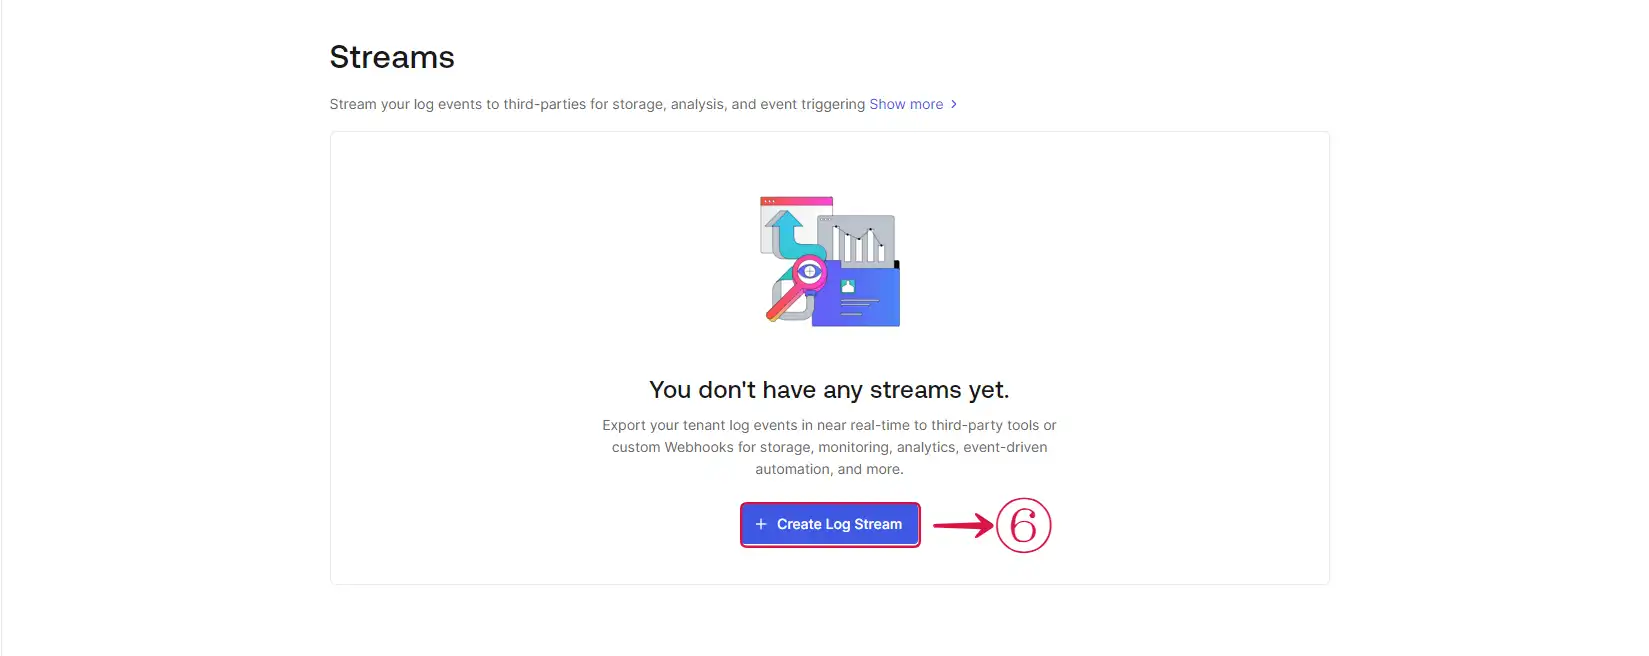 Streams
Stream your log events to third-parties for storage, analysis, and event triggering Show more >
You don't have any streams yet.
Export your tenant log events in near real-time to third-party tools or
custom Webhooks for storage, monitoring, analytics, event-driven
automation, and more.
+ Create Log Stream
6